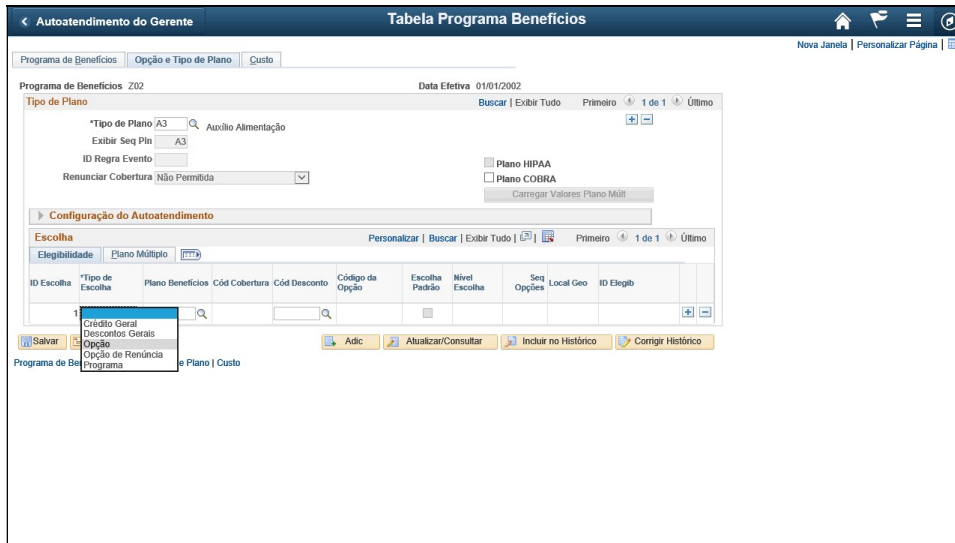 Autoatendimento do Gerente
Tabela Programa Benefícios
Nova Janela | Personalizar Página |
Programa de Benefícios
Opção e Tipo de Plano
Custo
Programa de Benefícios Z02
Data Efetiva 01/01/2002
Tipo de Plano
Buscar | Exibir Tudo
Primeiro 1 de 1 Último
*Tipo de Plano A3 Auxílio Alimentação
Exibir Seq Pln A3
ID Regra Evento
Plano HIPAA
Renunciar Cobertura Não Permitida
Plano COBRA
Carregar Valores Plano Múlt
Configuração do Autoatendimento
Escolha
Personalizar | Buscar | Exibir Tudo |
Primeiro 1 de 1 Último
Elegibilidade
Plano Múltiplo
ID Escolha
*Tipo de
Escolha
Plano Benefícios
Cód Cobertura
Cód Desconto
Código da
Opção
Escolha
Padrão
Nível
Escolha
Seq
Opções
Local Geo
ID Elegib
1
Crédito Geral
Descontos Gerais
Opção
Opção de Renúncia
Programa
Salvar
Adic
Atualizar/Consultar
Incluir no Histórico
Corrigir Histórico
Programa de Be
e Plano | Custo